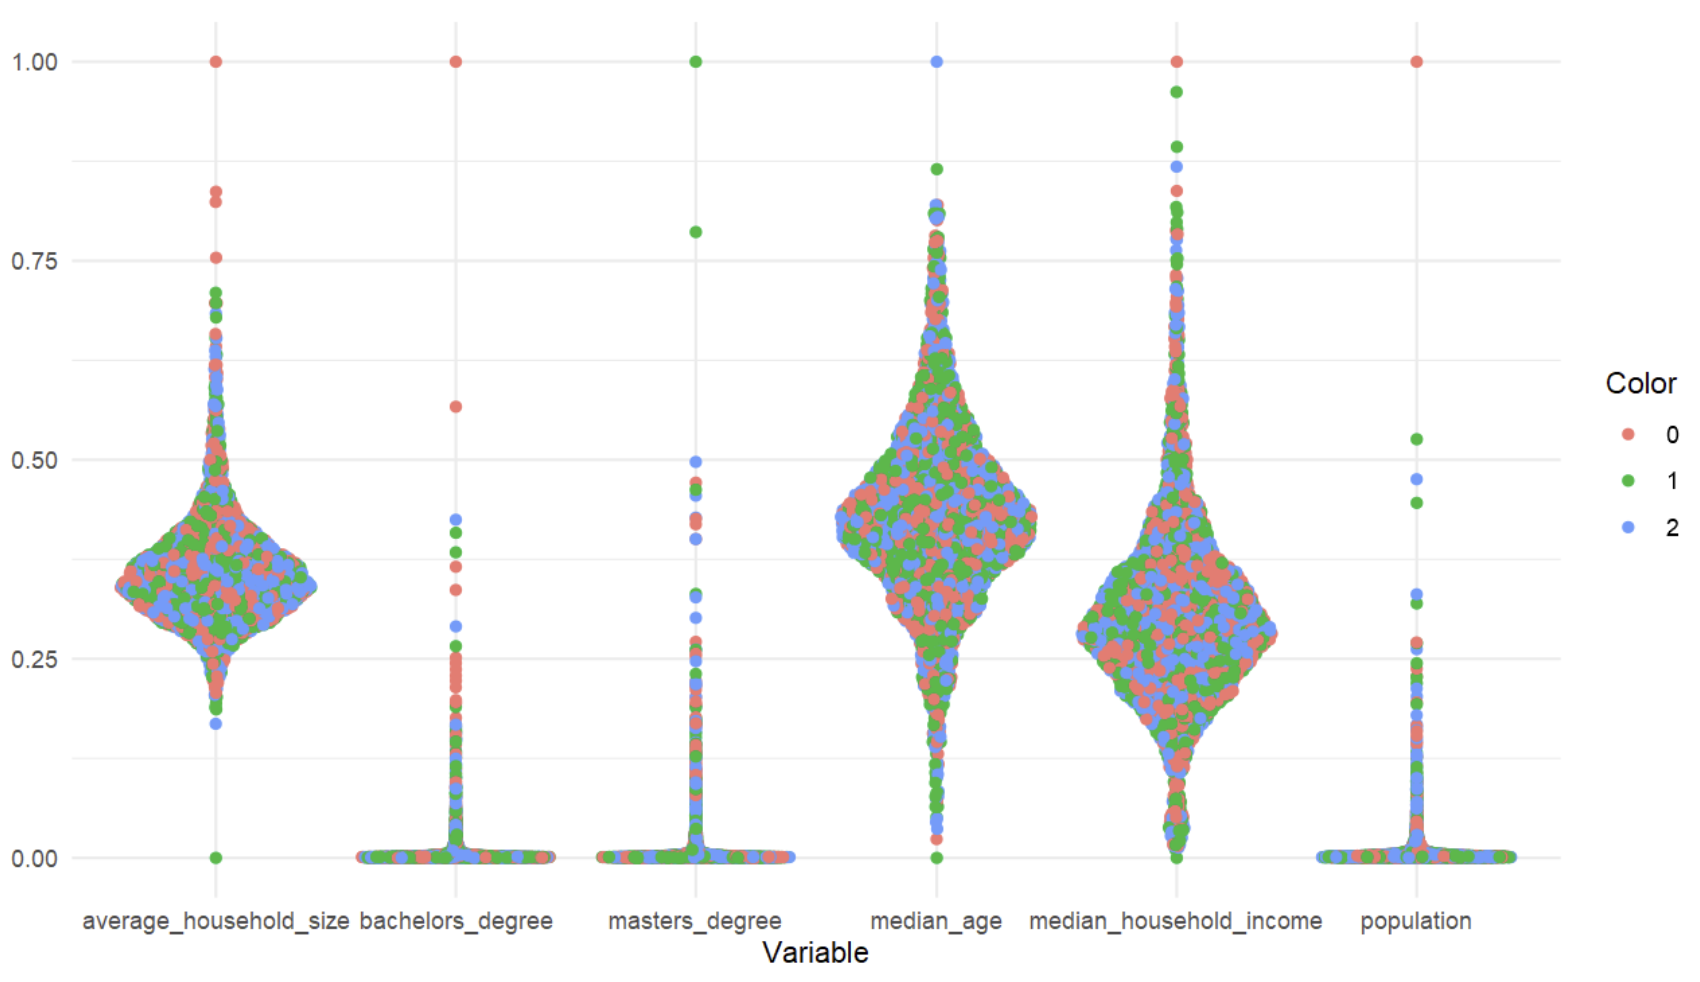 1.00
0.75
0.50
0.25
0.00
average_household_size bachelors_degree masters_degree median_age median_household_income population
Variable
Color
0
1
2